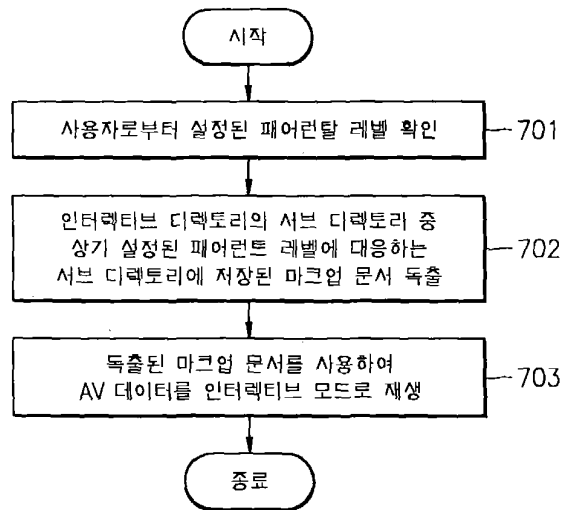 시작
사용자로부터 설정된 패어런탈 레벨 확인
701
인터렉티브 디렉토리의 서브 디렉토리 중
상기 설정된 패어런트 레벨에 대응하는
서브 디렉토리에 저장된 마크업 문서 독출
702
독출된 마크업 문서를 사용하여
AV 데이터를 인터렉티브 모드로 재생
703
종료